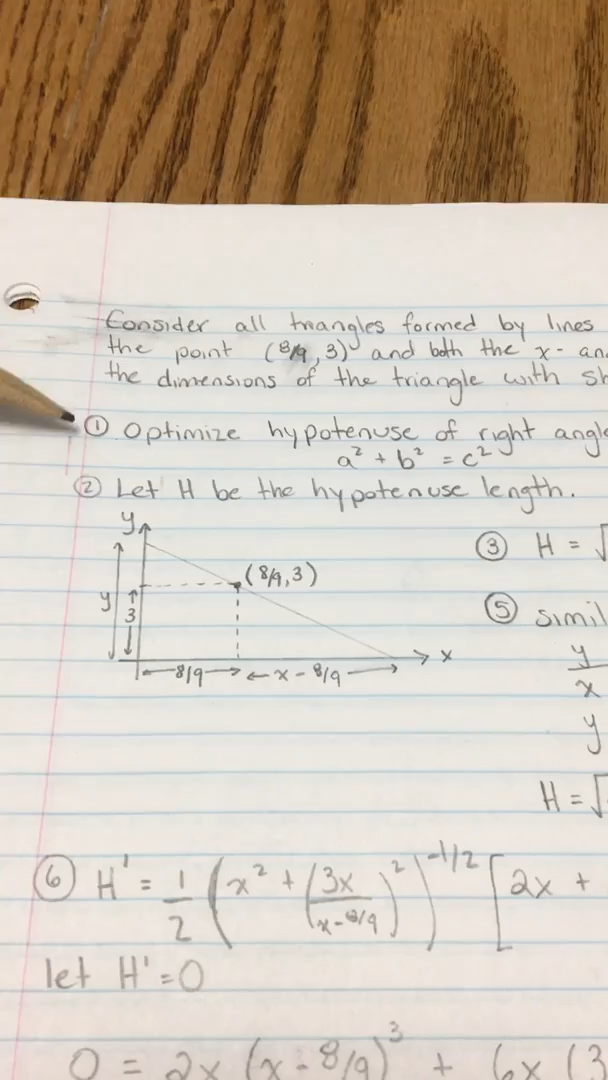 Consider all triangles formed by lines
the point (8/9, 3) and both the x- an
the dimensions of the triangle with sh
① Optimize hypotenuse of right angle
a² + b² = c²
② Let H be the hypotenuse length.
y
(8/9, 3)
y
3
x
8/9
x - 8/9
③ H = √
⑤ Simil
y/x
y
H = √
⑥ H' = 1/2 (x² + (3x/(x-8/9))²)^-1/2 [2x +
let H' = 0
0 = 2x (x - 8/9)³ + 6x (3